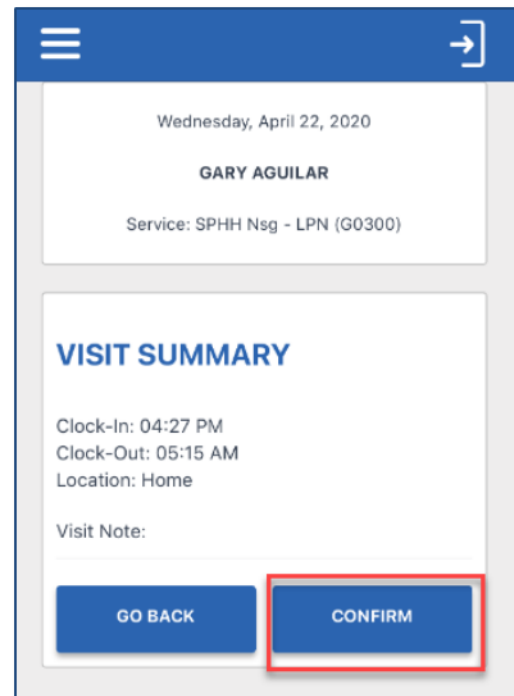 Wednesday, April 22, 2020
GARY AGUILAR
Service: SPHH Nsg - LPN (G0300)
VISIT SUMMARY
Clock-In: 04:27 PM
Clock-Out: 05:15 AM
Location: Home
Visit Note:
GO BACK
CONFIRM